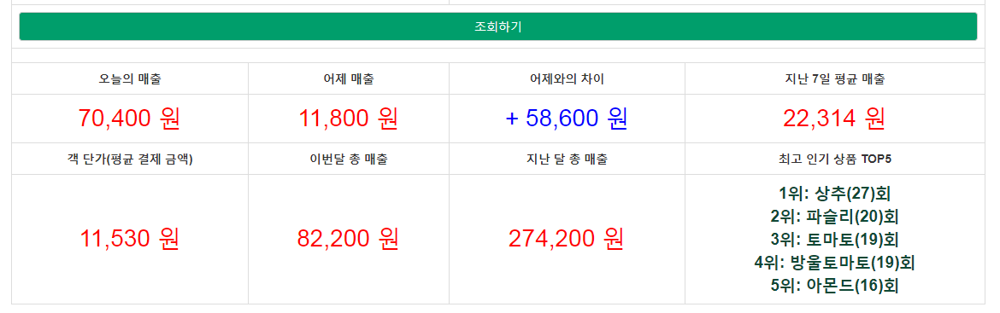 조회하기
오늘의 매출 어제 매출 어제와의 차이 지난 7일 평균 매출
70,400 원 11,800 원 + 58,600 원 22,314 원
객 단가(평균 결제 금액) 이번달 총 매출 지난 달 총 매출 최고 인기 상품 TOP5
11,530 원 82,200 원 274,200 원
1위: 상추(27)회
2위: 파슬리(20)회
3위: 토마토(19)회
4위: 방울토마토(19)회
5위: 아몬드(16)회